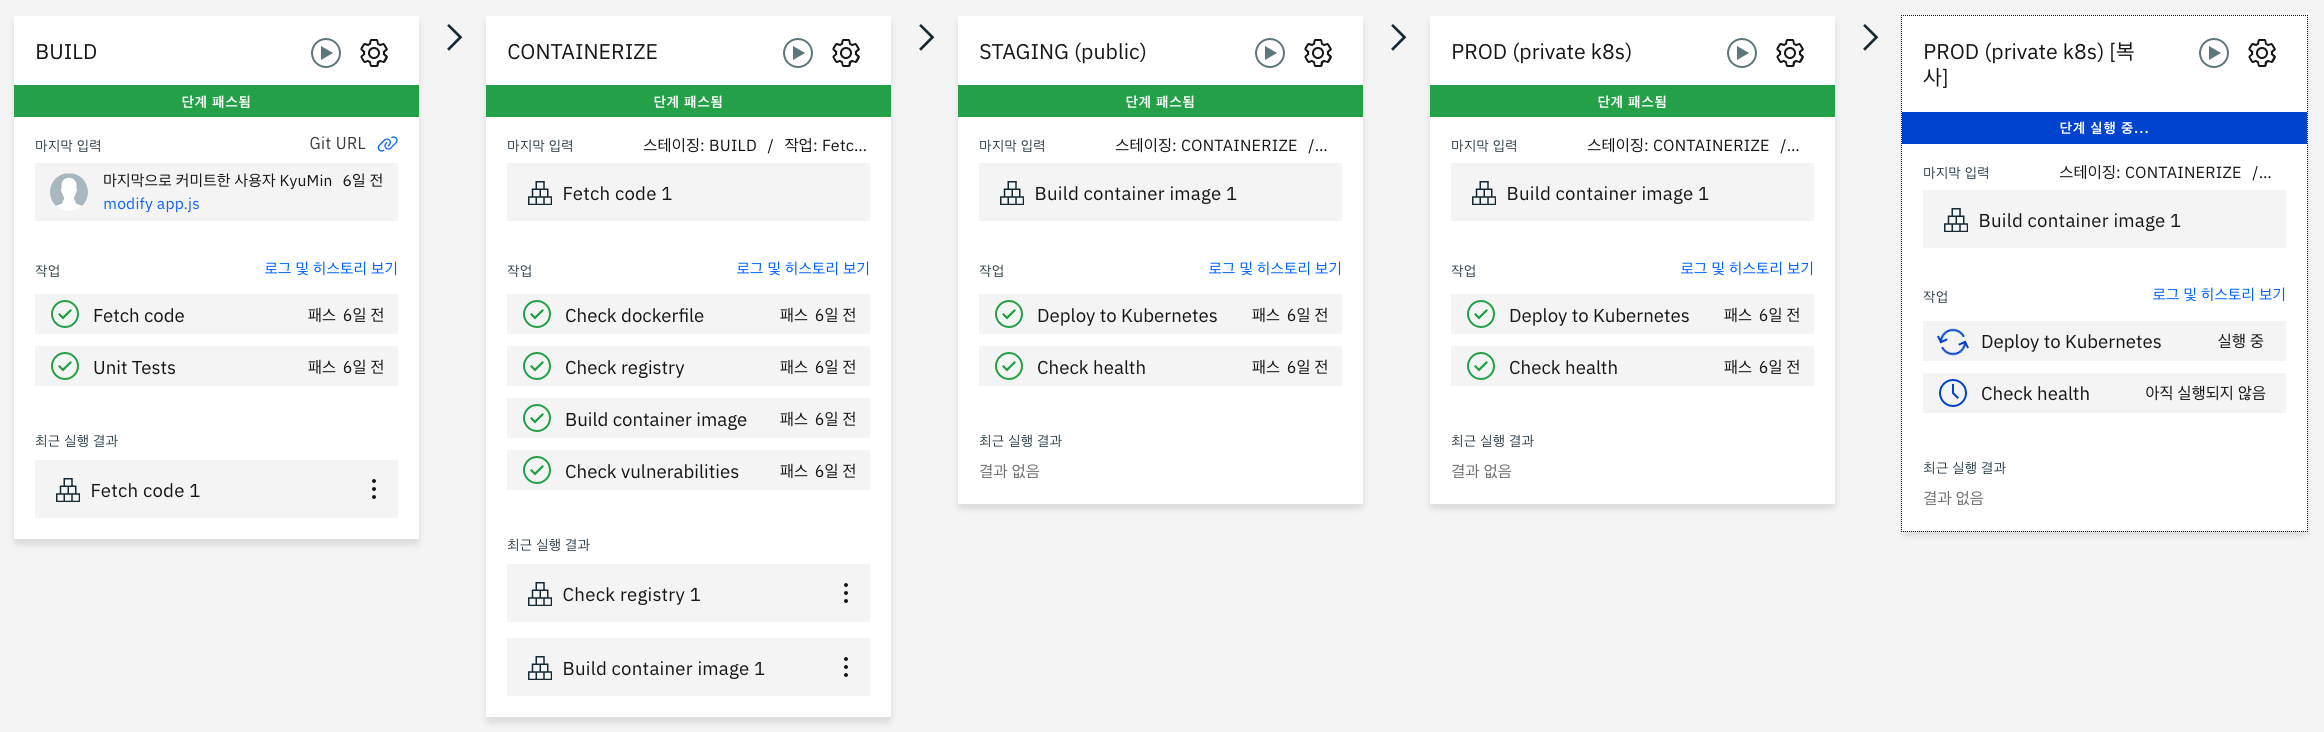 BUILD
단계 패스됨
마지막 입력 Git URL
마지막으로 커미트한 사용자 KyuMin 6일 전
modify app.js
작업 로그 및 히스토리 보기
Fetch code 패스 6일 전
Unit Tests 패스 6일 전
최근 실행 결과
Fetch code 1
CONTAINERIZE
단계 패스됨
마지막 입력 스테이징: BUILD / 작업: Fetc...
Fetch code 1
작업 로그 및 히스토리 보기
Check dockerfile 패스 6일 전
Check registry 패스 6일 전
Build container image 패스 6일 전
Check vulnerabilities 패스 6일 전
최근 실행 결과
Check registry 1
Build container image 1
STAGING (public)
단계 패스됨
마지막 입력 스테이징: CONTAINERIZE /...
Build container image 1
작업 로그 및 히스토리 보기
Deploy to Kubernetes 패스 6일 전
Check health 패스 6일 전
최근 실행 결과
결과 없음
PROD (private k8s)
단계 패스됨
마지막 입력 스테이징: CONTAINERIZE /...
Build container image 1
작업 로그 및 히스토리 보기
Deploy to Kubernetes 패스 6일 전
Check health 패스 6일 전
최근 실행 결과
결과 없음
PROD (private k8s) [복
사]
단계 실행 중...
마지막 입력 스테이징: CONTAINERIZE /...
Build container image 1
작업 로그 및 히스토리 보기
Deploy to Kubernetes 실행 중
Check health 아직 실행되지 않음
최근 실행 결과
결과 없음